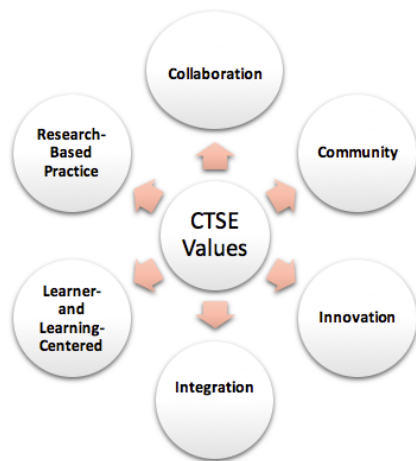 Collaboration
Research-
Based
Practice
Community
CTSE
Values
Learner-
and
Learning-
Centered
Innovation
Integration